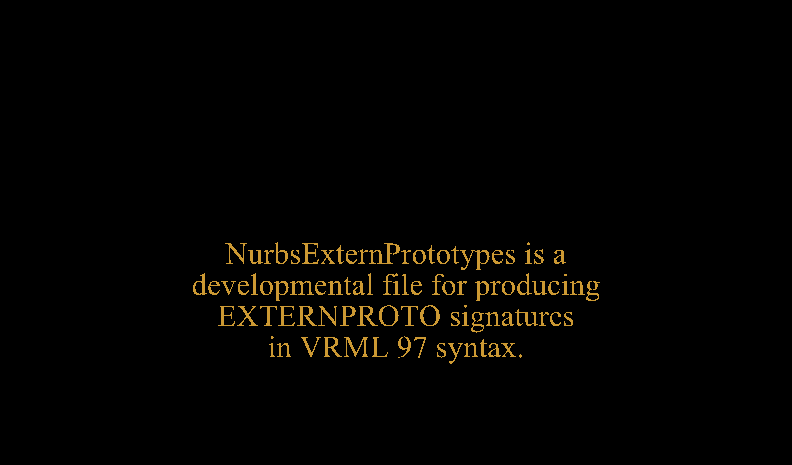 NurbsExternPrototypes is a
developmental file for producing
EXTERNPROTO signatures
in VRML 97 syntax.